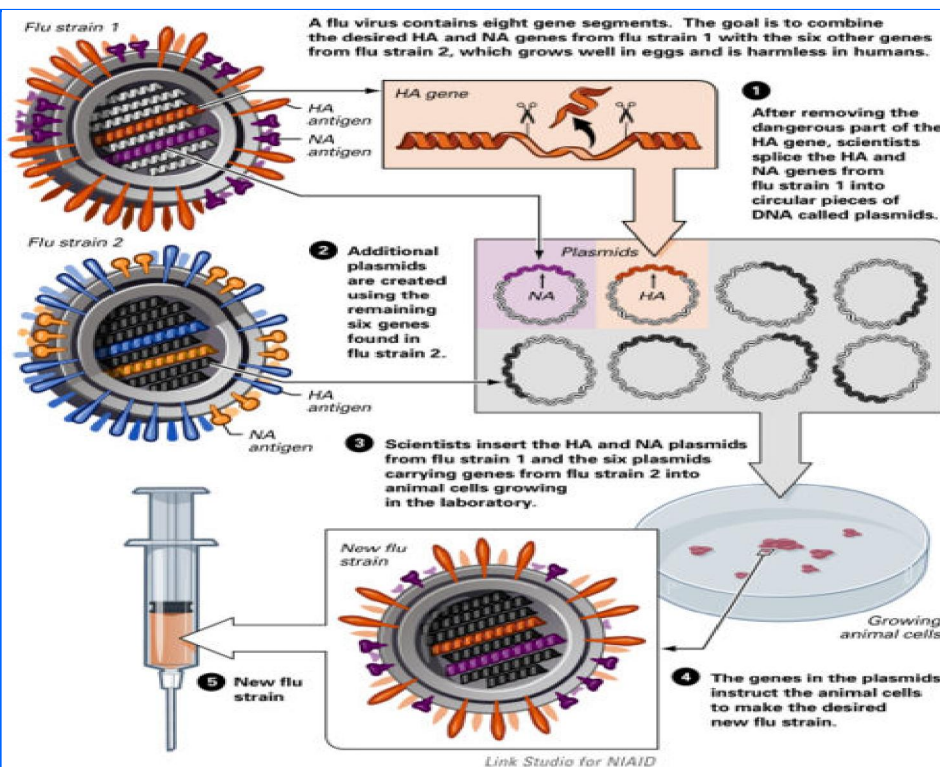 Flu strain 1
A flu virus contains eight gene segments. The goal is to combine
the desired HA and NA genes from flu strain 1 with the six other genes
from flu strain 2, which grows well in eggs and is harmless in humans.
HA
antigen
NA
antigen
HA gene
1
After removing the
dangerous part of the
HA gene, scientists
splice the HA and
NA genes from
flu strain 1 into
circular pieces of
DNA called plasmids.
Flu strain 2
2 Additional
plasmids
are created
using the
remaining
six genes
found in
flu strain 2.
Plasmids
NA
HA
HA
antigen
NA
antigen
3 Scientists insert the HA and NA plasmids
from flu strain 1 and the six plasmids
carrying genes from flu strain 2 into
animal cells growing
in the laboratory.
New flu
strain
Growing
animal cells
4 The genes in the plasmids
instruct the animal cells
to make the desired
new flu strain.
5 New flu
strain
Link Studio for NIAID